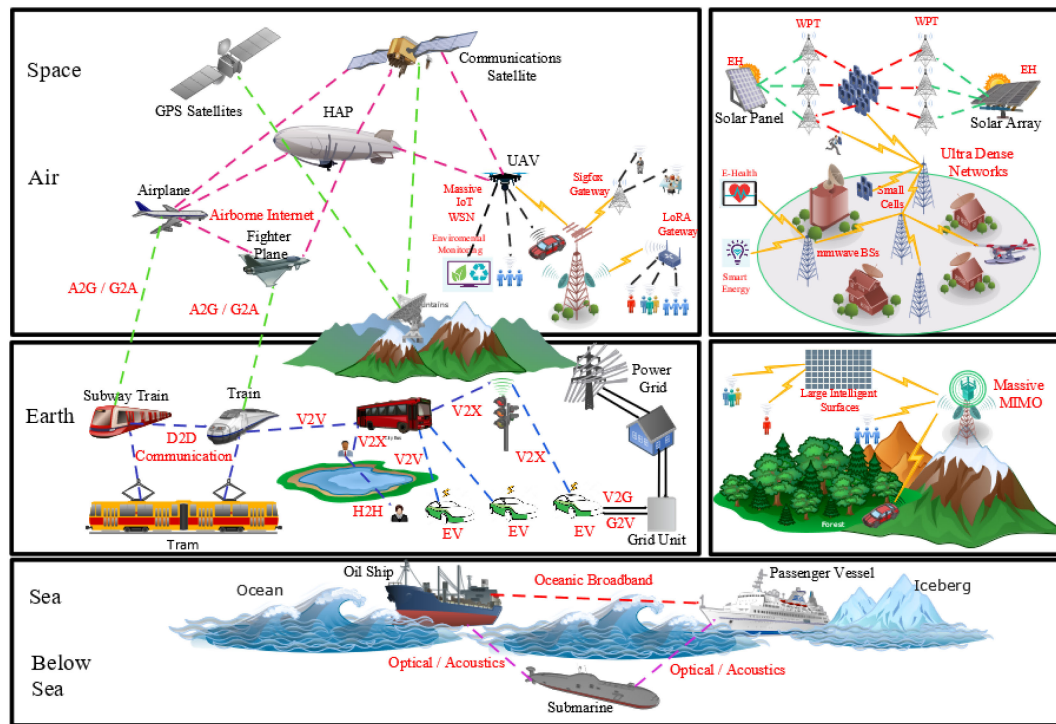 Space
GPS Satellites
Communications
Satellite
HAP
Air
UAV
Airplane
Airborne Internet
Fighter
Plane
Massive
IoT
WSN
Enviromental
Monitoring
Sigfox
Gateway
LoRA
Gateway
A2G / G2A
A2G / G2A
WPT
WPT
EH
EH
Solar Panel
Solar Array
Ultra Dense
Networks
E-Health
Small
Cells
mmwave BSs
Smart
Energy
Earth
Subway Train
Train
D2D
Communication
V2V
V2X
V2X
V2V
V2X
Power
Grid
H2H
EV
EV
EV
V2G
G2V
Grid Unit
Tram
Large Intelligent
Surfaces
Massive
MIMO
Forest
Sea
Ocean
Oil Ship
Oceanic Broadband
Passenger Vessel
Iceberg
Below
Sea
Optical / Acoustics
Optical / Acoustics
Submarine